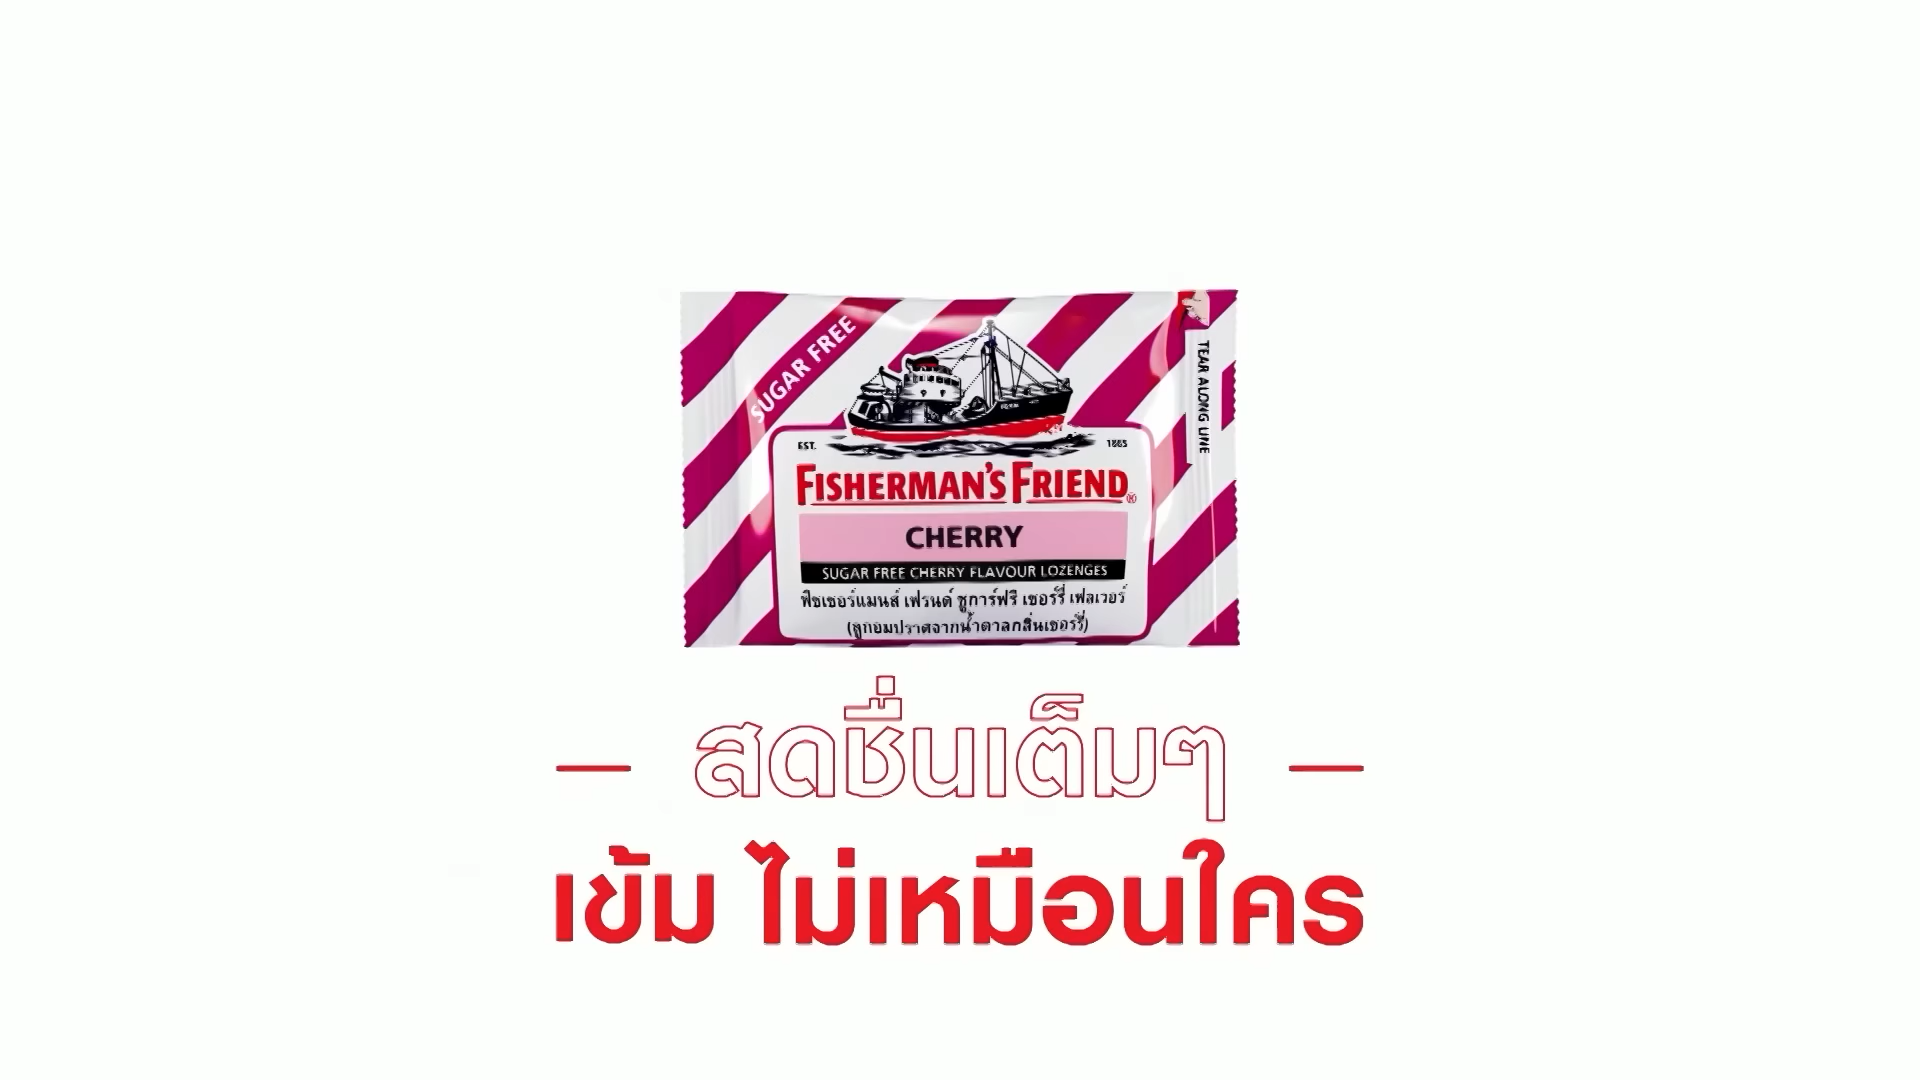 SUGAR FREE
TEAR ALONG LINE
EST. 1865
FISHERMAN'S FRIEND®
CHERRY
SUGAR FREE CHERRY FLAVOUR LOZENGES
ฟิชเชอร์แมนส์ เฟรนด์ ชูการ์ฟรี เชอร์รี่ เฟลเวอร์
(ลูกอมปราศจากน้ำตาลกลิ่นเชอร์รี่)
สดชื่นเต็มๆ
เข้ม ไม่เหมือนใคร